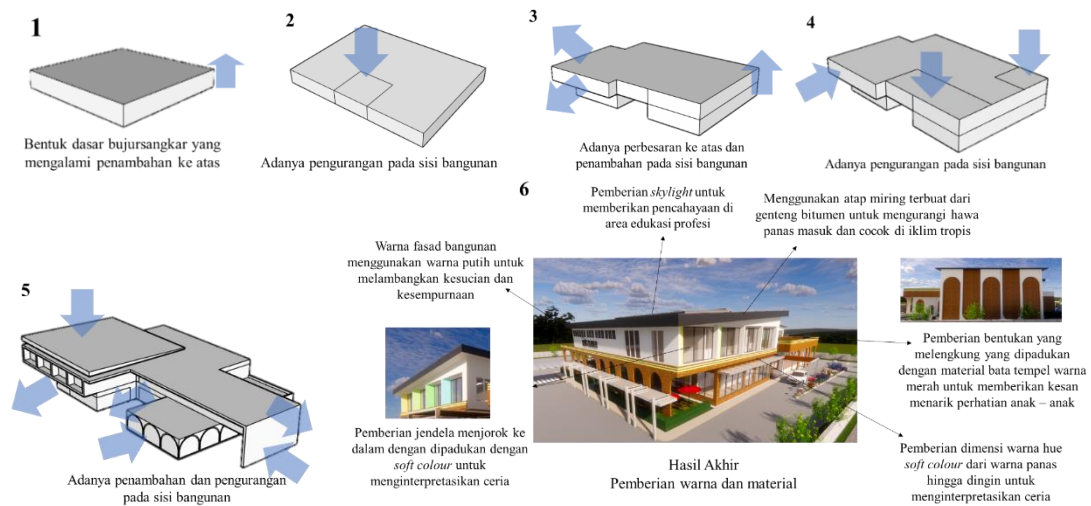 1
Bentuk dasar bujursangkar yang
mengalami penambahan ke atas
2
Adanya pengurangan pada sisi bangunan
3
Adanya perbesaran ke atas dan
penambahan pada sisi bangunan
4
Adanya pengurangan pada sisi bangunan
5
Adanya penambahan dan pengurangan
pada sisi bangunan
6
Pemberian skylight untuk
memberikan pencahayaan di
area edukasi profesi
Menggunakan atap miring terbuat dari
genteng bitumen untuk mengurangi hawa
panas masuk dan cocok di iklim tropis
Warna fasad bangunan
menggunakan warna putih untuk
melambangkan kesucian dan
kesempurnaan
Pemberian jendela menjorok ke
dalam dengan dipadukan dengan
soft colour untuk
menginterpretasikan ceria
Hasil Akhir
Pemberian warna dan material
Pemberian bentukan yang
melengkung yang dipadukan
dengan material bata tempel warna
merah untuk memberikan kesan
menarik perhatian anak – anak
Pemberian dimensi warna hue
soft colour dari warna panas
hingga dingin untuk
menginterpretasikan ceria